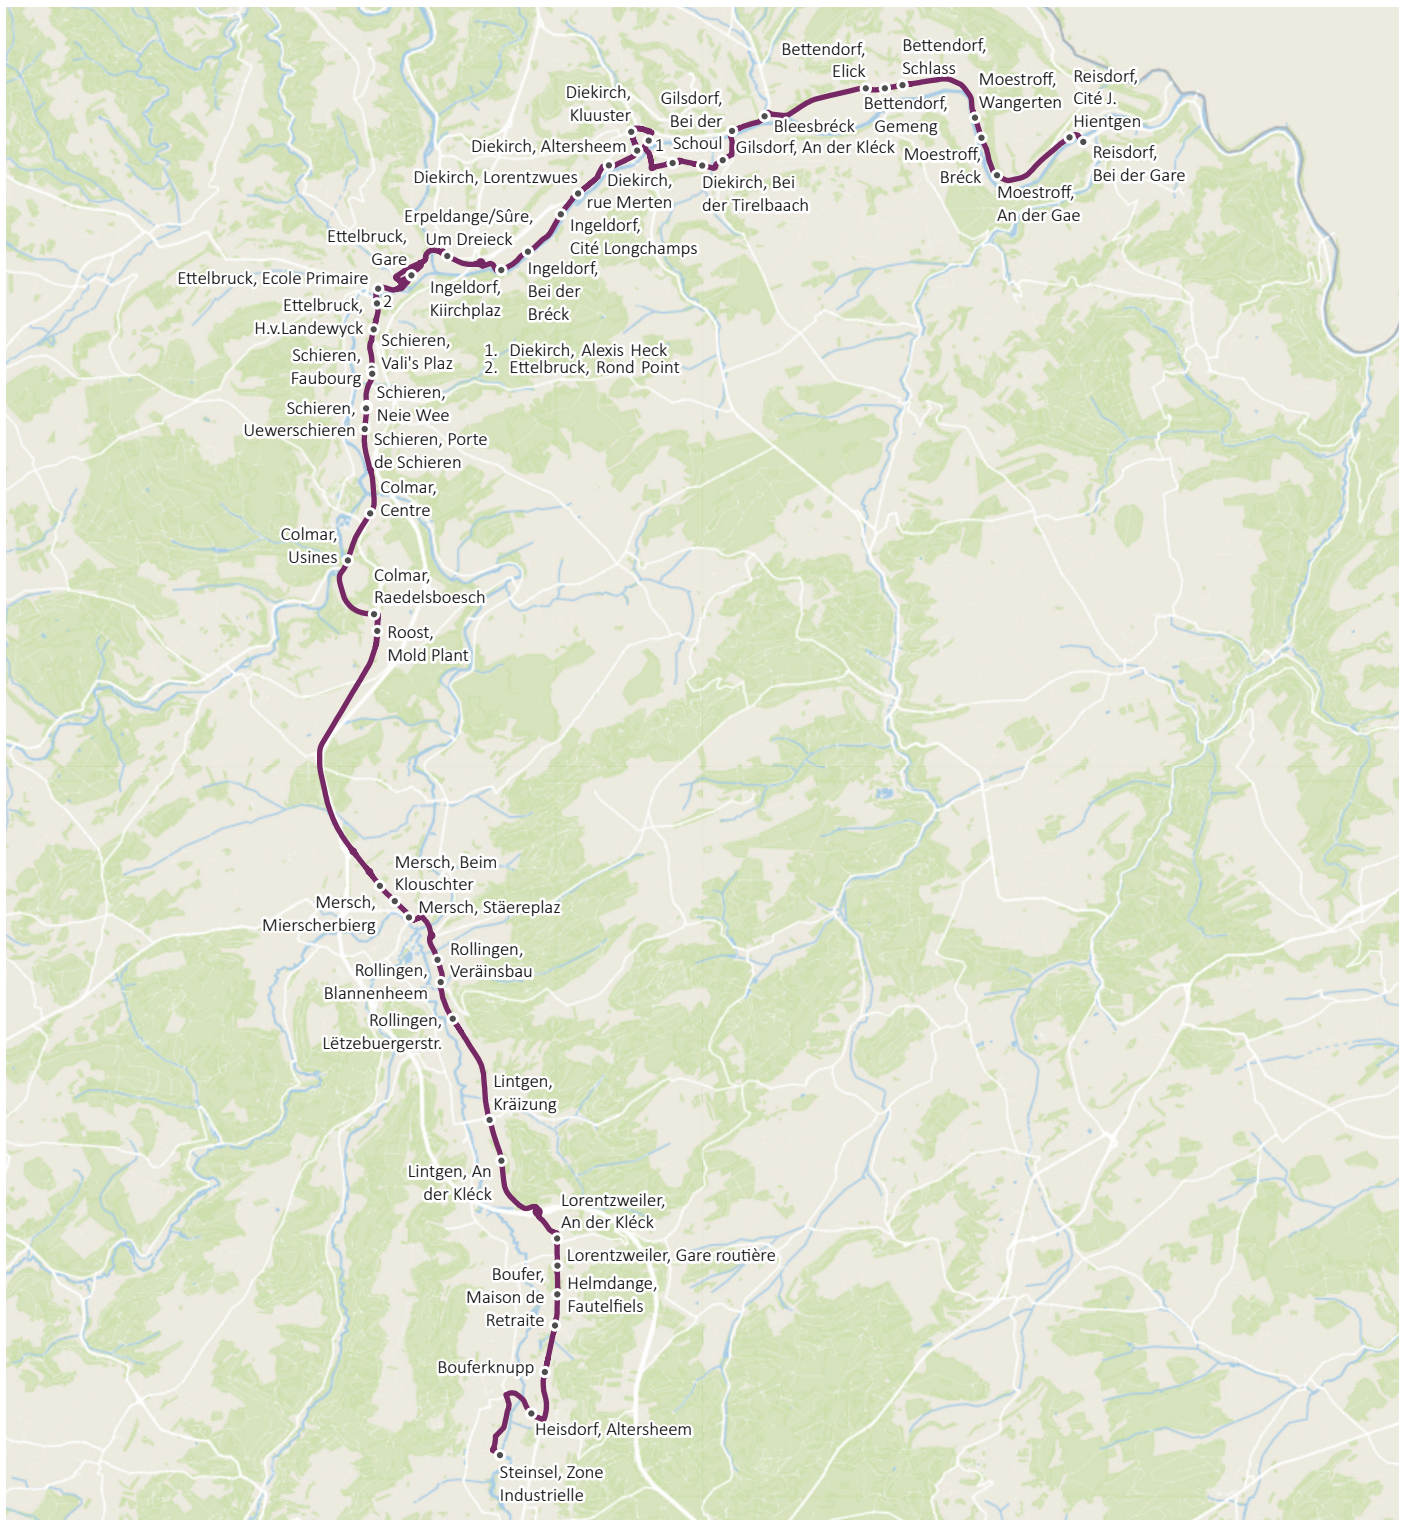 Bettendorf,
Elick
Bettendorf,
Schlass
Moestroff,
Wangerten
Reisdorf,
Cité J.
Hientgen
Diekirch,
Kluuster
Gilsdorf,
Bei der
Schoul
Bleesbréck
Bettendorf,
Gemeng
Diekirch, Altersheem
1
Gilsdorf, An der Kléck
Moestroff,
Bréck
Reisdorf,
Bei der Gare
Diekirch, Lorentzwues
Diekirch,
rue Merten
Diekirch, Bei
der Tirelbaach
Moestroff,
An der Gae
Erpeldange/Sûre,
Um Dreieck
Ingeldorf,
Cité Longchamps
Ettelbruck,
Gare
Ettelbruck, Ecole Primaire
Ingeldorf,
Kiirchplaz
Ingeldorf,
Bei der
Bréck
Ettelbruck,
H.v.Landewyck
2
Schieren,
Vali's Plaz
1. Diekirch, Alexis Heck
2. Ettelbruck, Rond Point
Schieren,
Faubourg
Schieren,
Neie Wee
Schieren,
Uewerschieren
Schieren, Porte
de Schieren
Colmar,
Centre
Colmar,
Usines
Colmar,
Raedelsboesch
Roost,
Mold Plant
Mersch, Beim
Klouschter
Mersch,
Mierscherbierg
Mersch, Stäereplaz
Rollingen,
Veräinsbau
Rollingen,
Blannenheem
Rollingen,
Lëtzebuergerstr.
Lintgen,
Kräizung
Lintgen, An
der Kléck
Lorentzweiler,
An der Kléck
Lorentzweiler, Gare routière
Boufer,
Maison de
Retraite
Helmdange,
Fautelfiels
Bouferknupp
Heisdorf, Altersheem
Steinsel, Zone
Industrielle